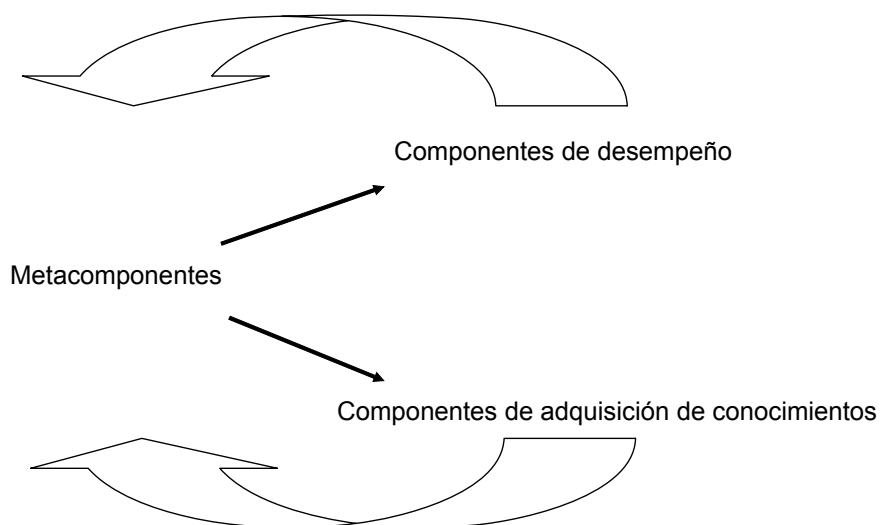 Componentes de desempeño
Metacomponentes
Componentes de adquisición de conocimientos